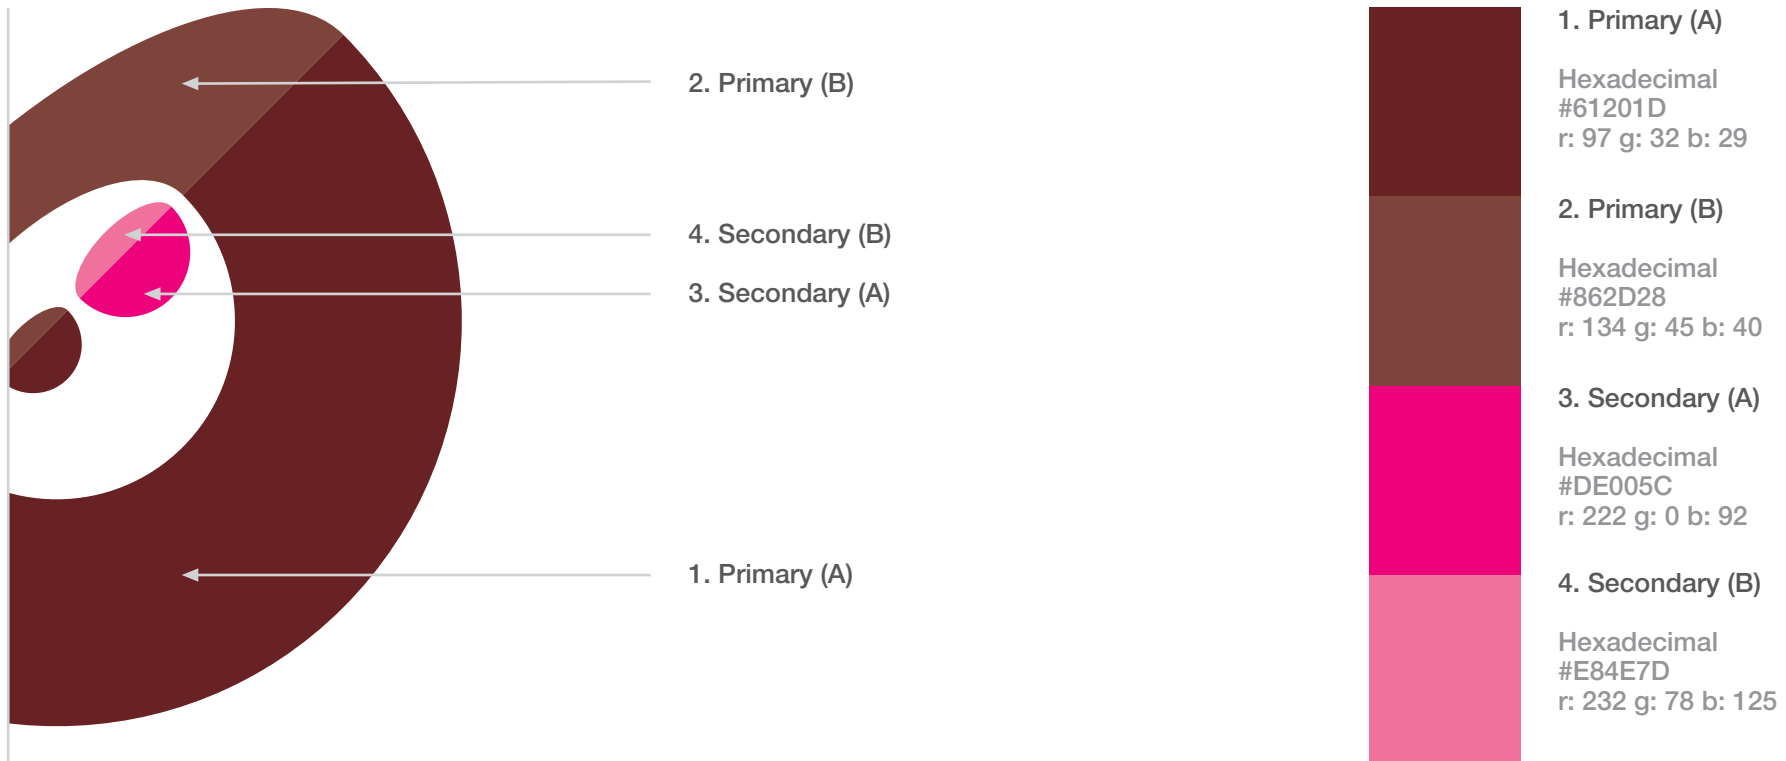 2. Primary (B)
4. Secondary (B)
3. Secondary (A)
1. Primary (A)
1. Primary (A)
Hexadecimal
#61201D
r: 97 g: 32 b: 29
2. Primary (B)
Hexadecimal
#862D28
r: 134 g: 45 b: 40
3. Secondary (A)
Hexadecimal
#DE005C
r: 222 g: 0 b: 92
4. Secondary (B)
Hexadecimal
#E84E7D
r: 232 g: 78 b: 125